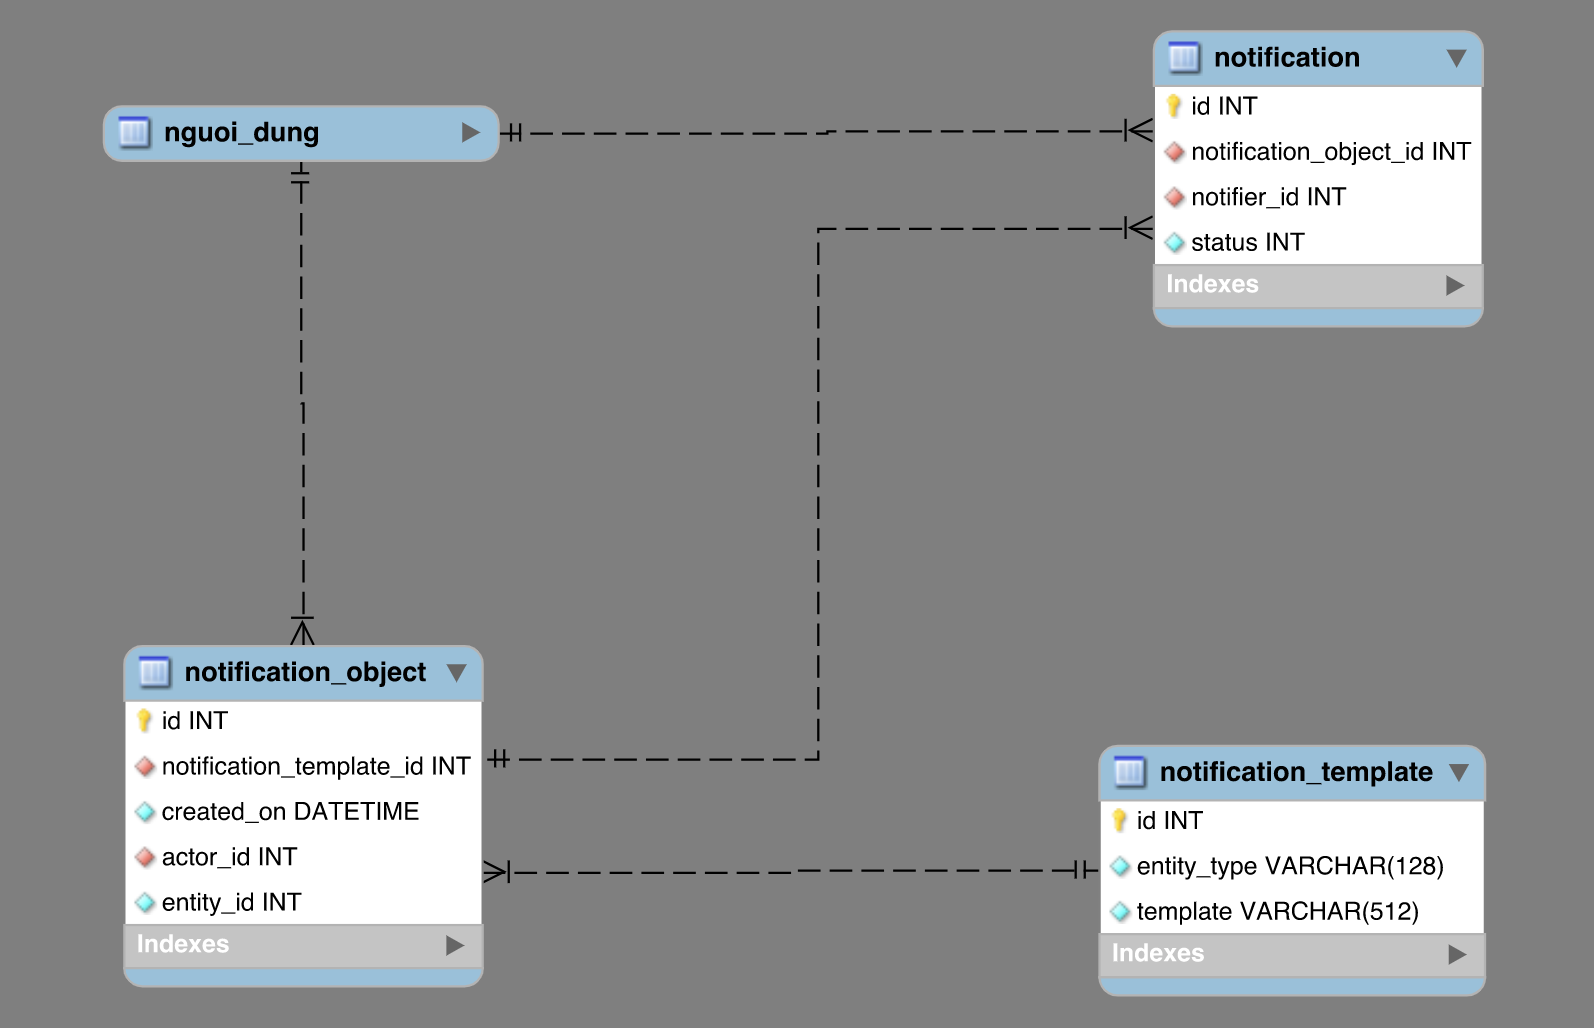 nguoi_dung
notification
id INT
notification_object_id INT
notifier_id INT
status INT
Indexes
notification_object
id INT
notification_template_id INT
created_on DATETIME
actor_id INT
entity_id INT
Indexes
notification_template
id INT
entity_type VARCHAR(128)
template VARCHAR(512)
Indexes